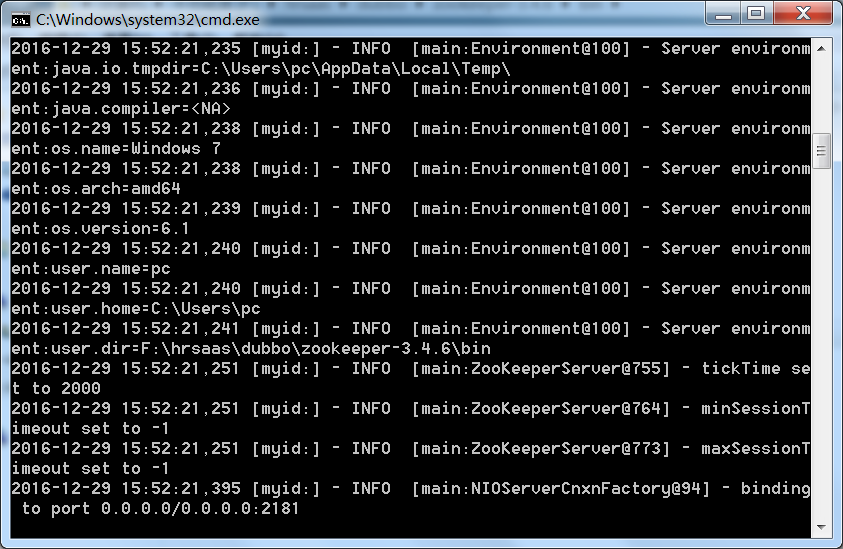 C:\Windows\system32\cmd.exe
2016-12-29 15:52:21,235 [myid:] - INFO  [main:Environment@100] - Server environm
ent:java.io.tmpdir=C:\Users\pc\AppData\Local\Temp\
2016-12-29 15:52:21,236 [myid:] - INFO  [main:Environment@100] - Server environm
ent:java.compiler=<NA>
2016-12-29 15:52:21,238 [myid:] - INFO  [main:Environment@100] - Server environm
ent:os.name=Windows 7
2016-12-29 15:52:21,238 [myid:] - INFO  [main:Environment@100] - Server environm
ent:os.arch=amd64
2016-12-29 15:52:21,239 [myid:] - INFO  [main:Environment@100] - Server environm
ent:os.version=6.1
2016-12-29 15:52:21,240 [myid:] - INFO  [main:Environment@100] - Server environm
ent:user.name=pc
2016-12-29 15:52:21,240 [myid:] - INFO  [main:Environment@100] - Server environm
ent:user.home=C:\Users\pc
2016-12-29 15:52:21,241 [myid:] - INFO  [main:Environment@100] - Server environm
ent:user.dir=F:\hrsaas\dubbo\zookeeper-3.4.6\bin
2016-12-29 15:52:21,251 [myid:] - INFO  [main:ZooKeeperServer@755] - tickTime se
t to 2000
2016-12-29 15:52:21,251 [myid:] - INFO  [main:ZooKeeperServer@764] - minSessionT
imeout set to -1
2016-12-29 15:52:21,251 [myid:] - INFO  [main:ZooKeeperServer@773] - maxSessionT
imeout set to -1
2016-12-29 15:52:21,395 [myid:] - INFO  [main:NIOServerCnxnFactory@94] - binding
 to port 0.0.0.0/0.0.0.0:2181